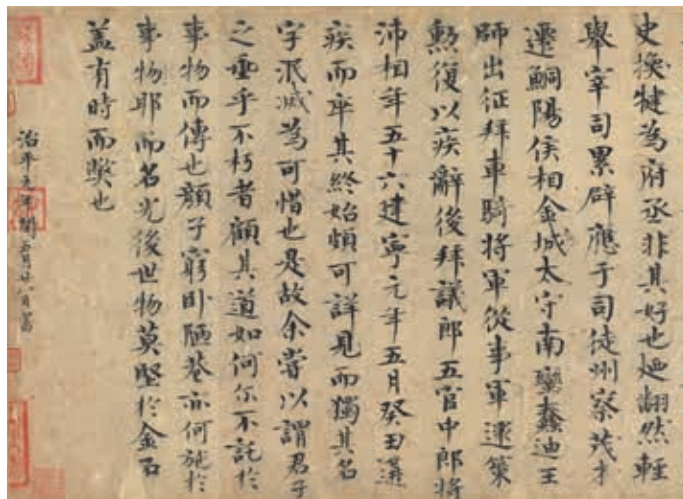 史換犍為府丞非其好也廼翻然輕
舉宰司累辟應于司徒州察茂才
遷鮦陽侯相金城太守南蠻蠢迪王
師出征拜車騎將軍從事軍還策
勲復以疾辭後拜議郎五官中郎將
沛相年五十六建寧元年五月癸丑遘
疾而卒其終始頗可詳見而獨其名
字泯滅為可惜也是故余嘗以謂君子
之垂乎不朽者顧其道如何尔不託於
事物而傳也顏子窮臥陋巷亦何施於
事物耶而名光後世物莫堅於金石
蓋有時而弊也
治平元年閏五月廿八日書